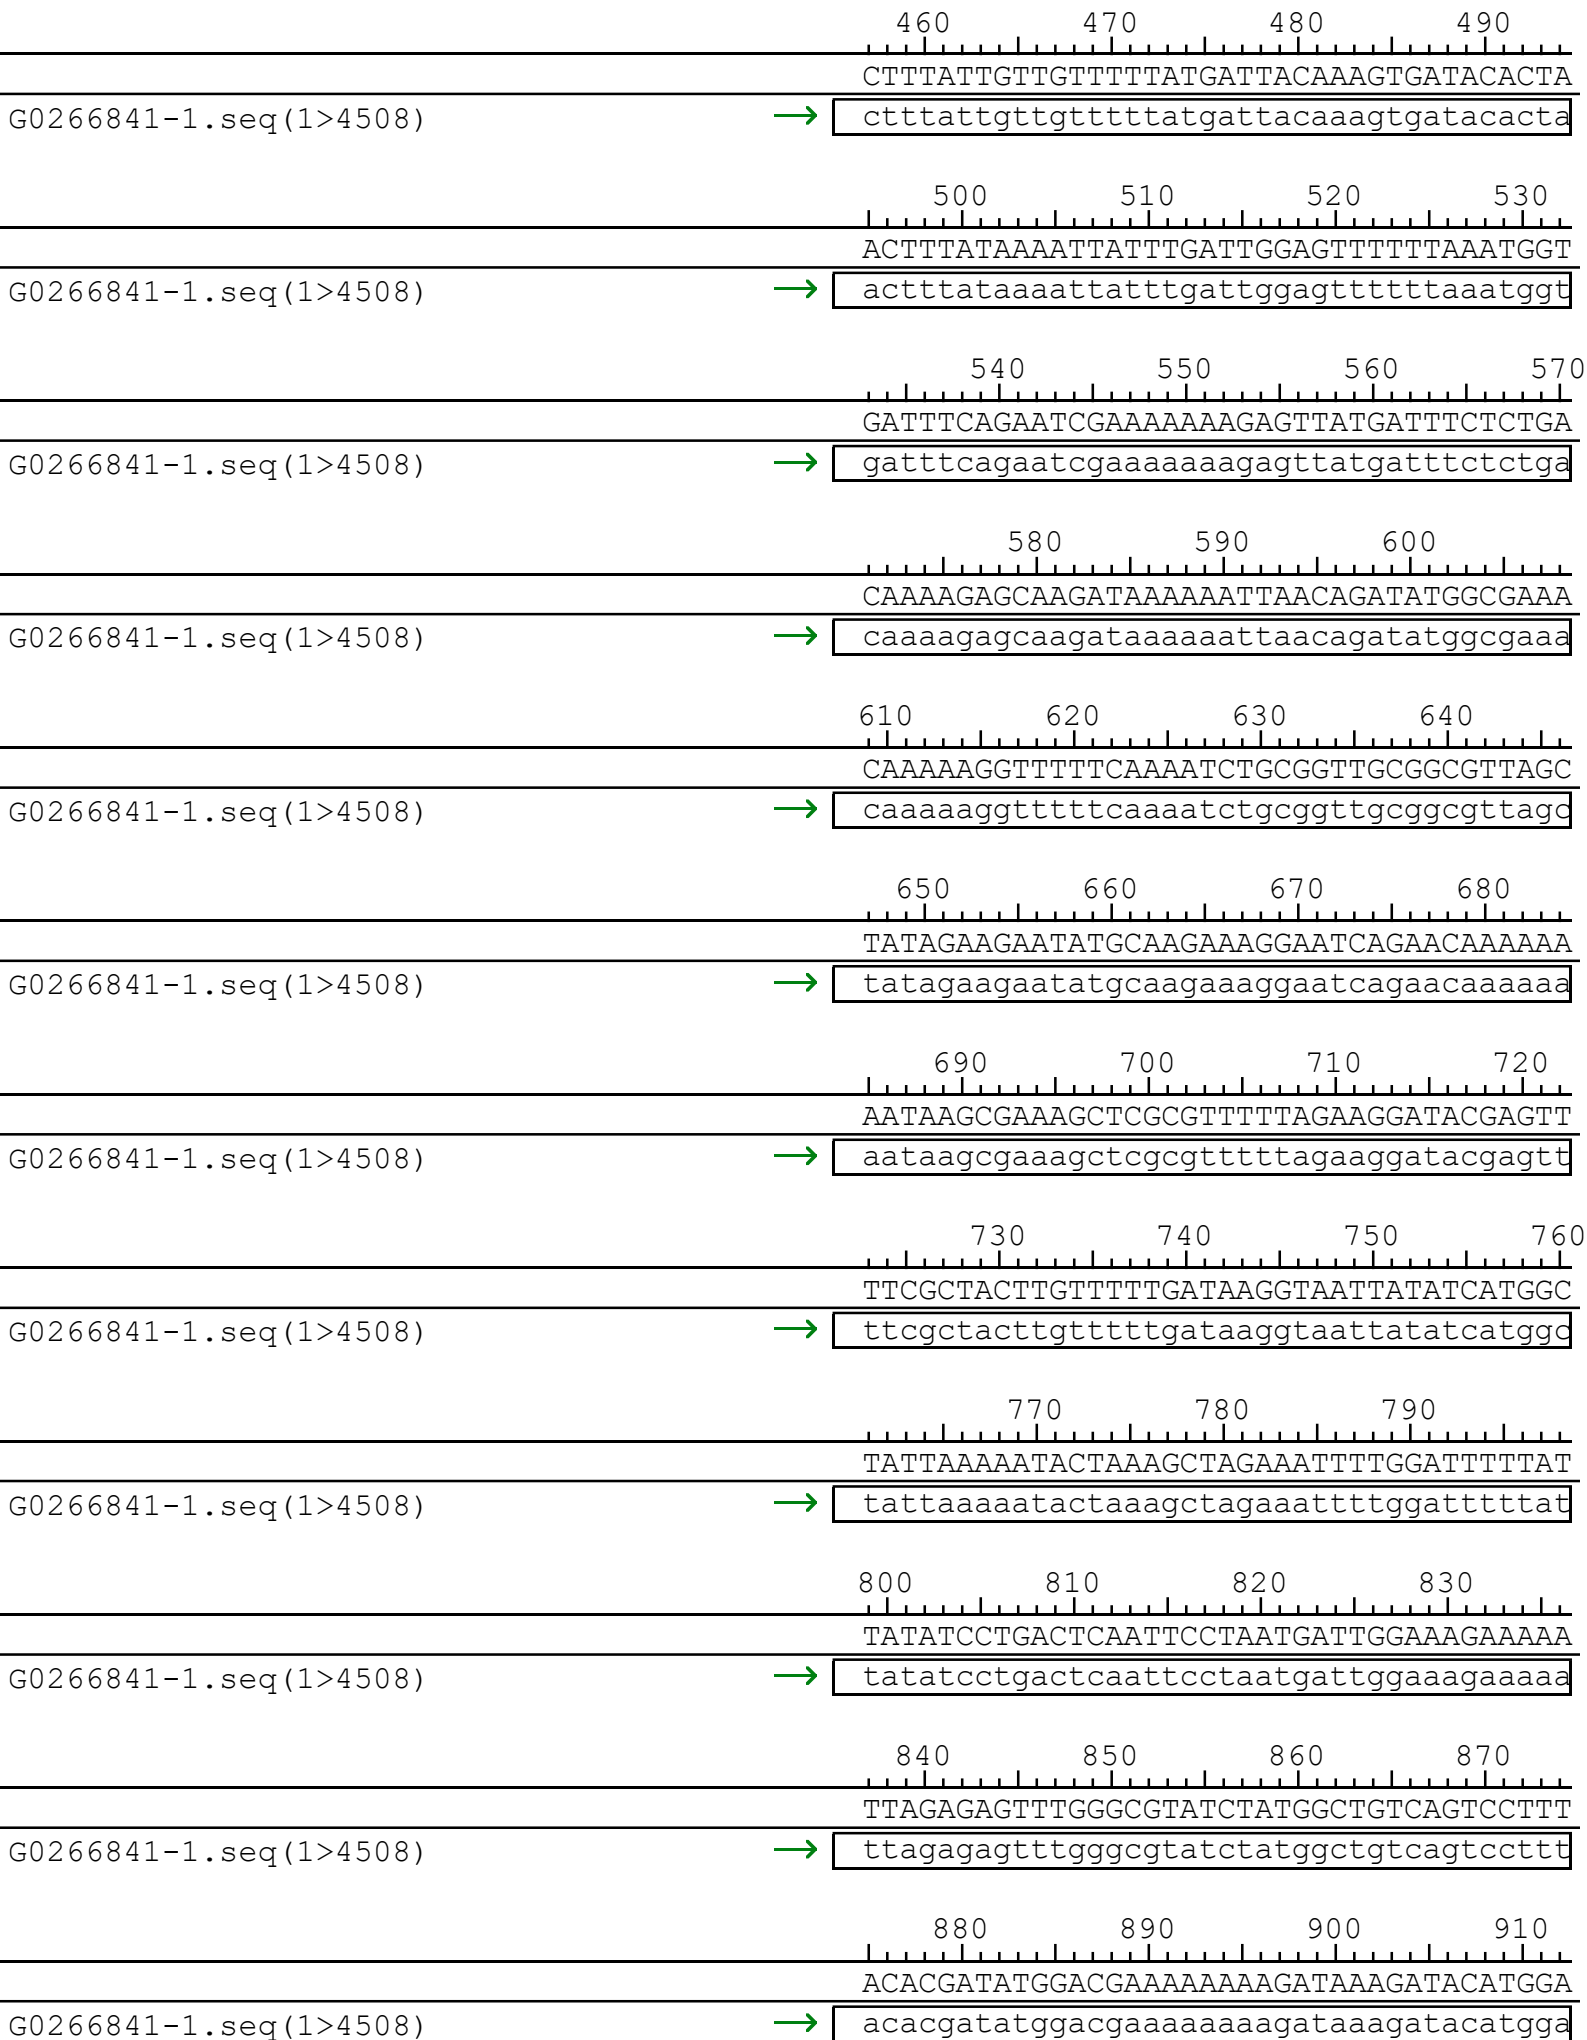 460 470 480 490
CTTTATTGTTGTTTTTATGATTACAAAGTGATACACTA
G0266841-1.seq(1>4508) → ctttattgttgtttttatgattacaaagtgatacacta
500 510 520 530
ACTTTATAAAATTATTTGATTGGAGTTTTTTAAATGGT
G0266841-1.seq(1>4508) → actttataaaattatttgattggagttttttaaatggt
540 550 560 570
GATTTCAGAATCGAAAAAAAGAGTTATGATTTCTCTGA
G0266841-1.seq(1>4508) → gatttcagaatcgaaaaaaagagttatgatttctctga
580 590 600
CAAAAGAGCAAGATAAAAAATTAACAGATATGGCGAAA
G0266841-1.seq(1>4508) → caaaagagcaagataaaaaattaacagatatggcgaaa
610 620 630 640
CAAAAAGGTTTTTCAAAATCTGCGGTTGCGGCGTTAGC
G0266841-1.seq(1>4508) → caaaaaggtttttcaaaatctgcggttgcggcgttagc
650 660 670 680
TATAGAAGAATATGCAAGAAAGGAATCAGAACAAAAAA
G0266841-1.seq(1>4508) → tatagaagaatatgcaagaaaggaatcagaacaaaaaa
690 700 710 720
AATAAGCGAAAGCTCGCGTTTTTAGAAGGATACGAGTT
G0266841-1.seq(1>4508) → aataagcgaaagctcgcgtttttagaaggatacgagtt
730 740 750 760
TTCGCTACTTGTTTTTGATAAGGTAATTATATCATGGC
G0266841-1.seq(1>4508) → ttcgctacttgtttttgataaggtaattatatcatggc
770 780 790
TATTAAAAATACTAAAGCTAGAAATTTTGGATTTTTAT
G0266841-1.seq(1>4508) → tattaaaaatactaaagctagaaattttggatttttat
800 810 820 830
TATATCCTGACTCAATTCCTAATGATTGGAAAGAAAAA
G0266841-1.seq(1>4508) → tatatcctgactcaattcctaatgattggaaagaaaaa
840 850 860 870
TTAGAGAGTTTGGGCGTATCTATGGCTGTCAGTCCTTT
G0266841-1.seq(1>4508) → ttagagagtttgggcgtatctatggctgtcagtccttt
880 890 900 910
ACACGATATGGACGAAAAAAAAGATAAAGATACATGGA
G0266841-1.seq(1>4508) → acacgatatggacgaaaaaaaagataaagatacatgga